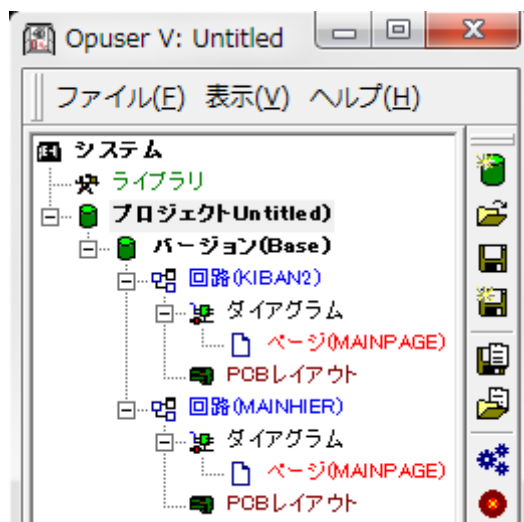 Opuser V: Untitled
ファイル(F) 表示(V) ヘルプ(H)
システム
ライブラリ
プロジェクトUntitled)
バージョン(Base)
回路(KIBAN2)
ダイアグラム
ページ(MAINPAGE)
PCBレイアウト
回路(MAINHIER)
ダイアグラム
ページ(MAINPAGE)
PCBレイアウト